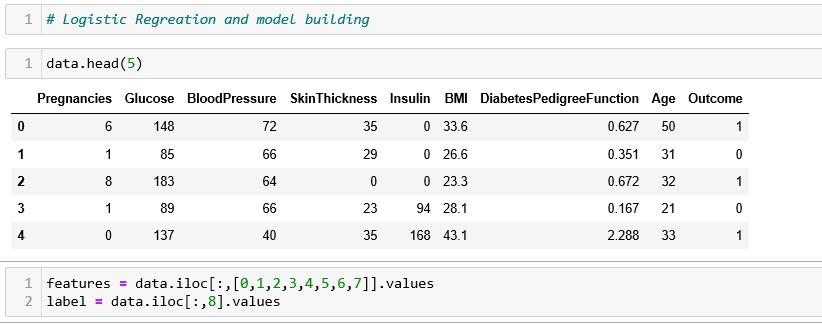 1 # Logistic Regreation and model building
1 data.head(5)
Pregnancies Glucose BloodPressure SkinThickness Insulin BMI DiabetesPedigreeFunction Age Outcome
0 6 148 72 35 0 33.6 0.627 50 1
1 1 85 66 29 0 26.6 0.351 31 0
2 8 183 64 0 0 23.3 0.672 32 1
3 1 89 66 23 94 28.1 0.167 21 0
4 0 137 40 35 168 43.1 2.288 33 1
1 features = data.iloc[:,[0,1,2,3,4,5,6,7]].values
2 label = data.iloc[:,8].values